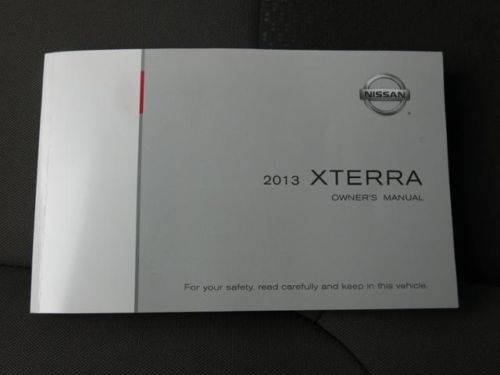 NISSAN
2013 XTERRA
OWNER'S MANUAL
For your safety, read carefully and keep in this vehicle.